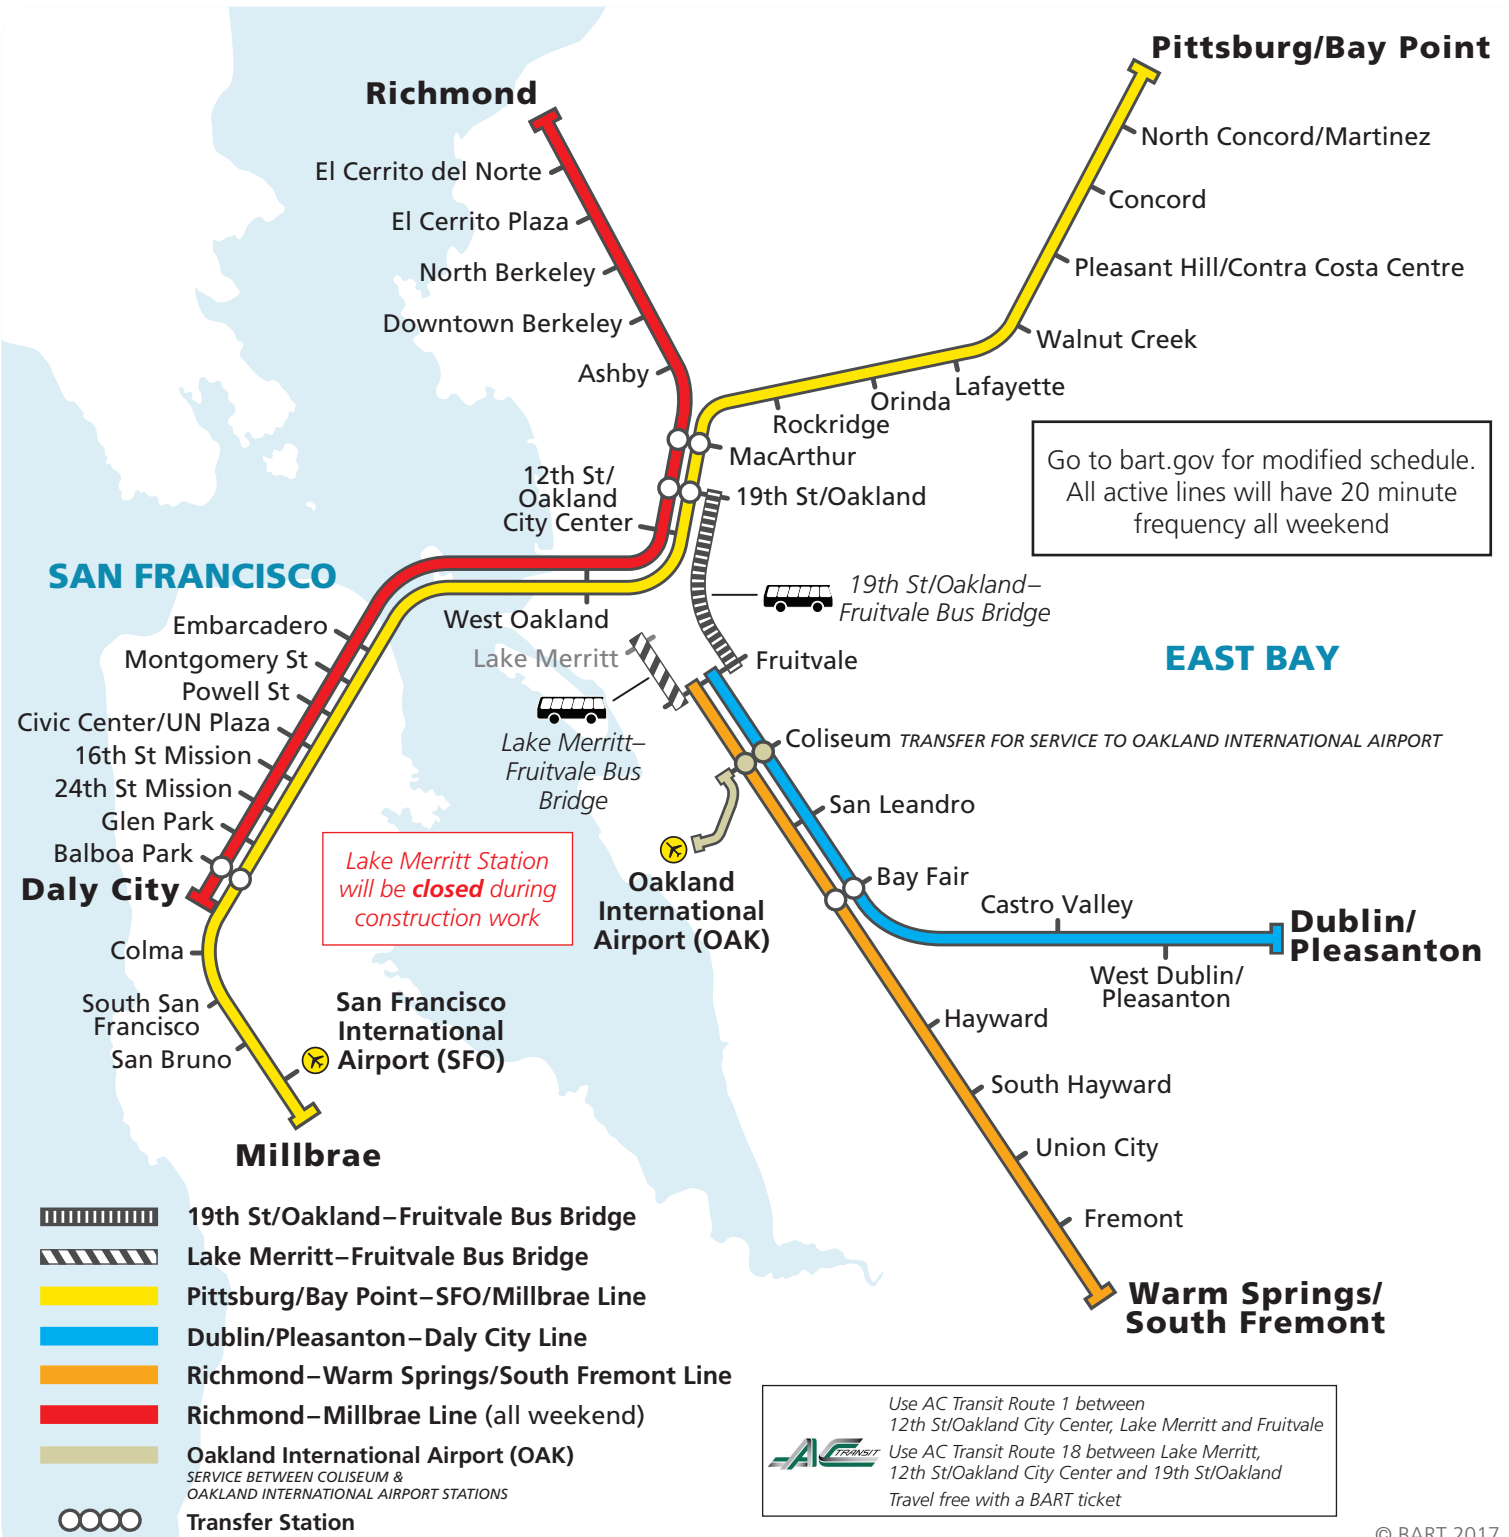 Pittsburg/Bay Point
Richmond
North Concord/Martinez
El Cerrito del Norte
Concord
El Cerrito Plaza
North Berkeley
Pleasant Hill/Contra Costa Centre
Downtown Berkeley
Walnut Creek
Ashby
Lafayette
Orinda
Rockridge
MacArthur
Go to bart.gov for modified schedule.
All active lines will have 20 minute
frequency all weekend
12th St/
Oakland
City Center
19th St/Oakland
SAN FRANCISCO
19th St/Oakland–
Fruitvale Bus Bridge
Embarcadero
West Oakland
Montgomery St
Lake Merritt
Fruitvale
EAST BAY
Powell St
Civic Center/UN Plaza
16th St Mission
24th St Mission
Glen Park
Balboa Park
Daly City
Lake Merritt–
Fruitvale Bus
Bridge
Coliseum TRANSFER FOR SERVICE TO OAKLAND INTERNATIONAL AIRPORT
San Leandro
Lake Merritt Station
will be closed during
construction work
Oakland
International
Airport (OAK)
Bay Fair
Castro Valley
Dublin/
Pleasanton
West Dublin/
Pleasanton
Colma
South San
Francisco
San Bruno
San Francisco
International
Airport (SFO)
Hayward
South Hayward
Union City
Millbrae
Fremont
Warm Springs/
South Fremont
19th St/Oakland–Fruitvale Bus Bridge
Lake Merritt–Fruitvale Bus Bridge
Pittsburg/Bay Point–SFO/Millbrae Line
Dublin/Pleasanton–Daly City Line
Richmond–Warm Springs/South Fremont Line
Richmond–Millbrae Line (all weekend)
Oakland International Airport (OAK)
SERVICE BETWEEN COLISEUM &
OAKLAND INTERNATIONAL AIRPORT STATIONS
Transfer Station
AC TRANSIT
Use AC Transit Route 1 between
12th St/Oakland City Center, Lake Merritt and Fruitvale
Use AC Transit Route 18 between Lake Merritt,
12th St/Oakland City Center and 19th St/Oakland
Travel free with a BART ticket
© BART 2017